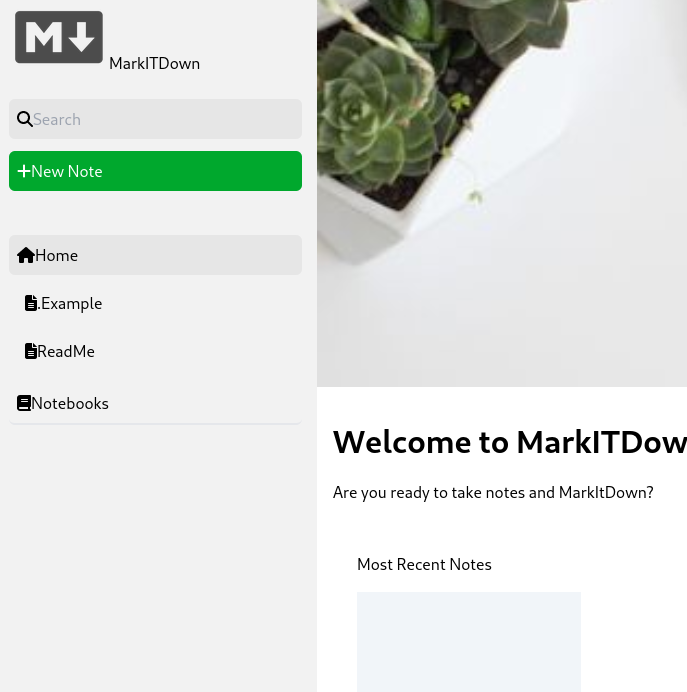 M
MarkITDown
Search
New Note
Home
.Example
ReadMe
Notebooks
Welcome to MarkITDow
Are you ready to take notes and MarkItDown?
Most Recent Notes